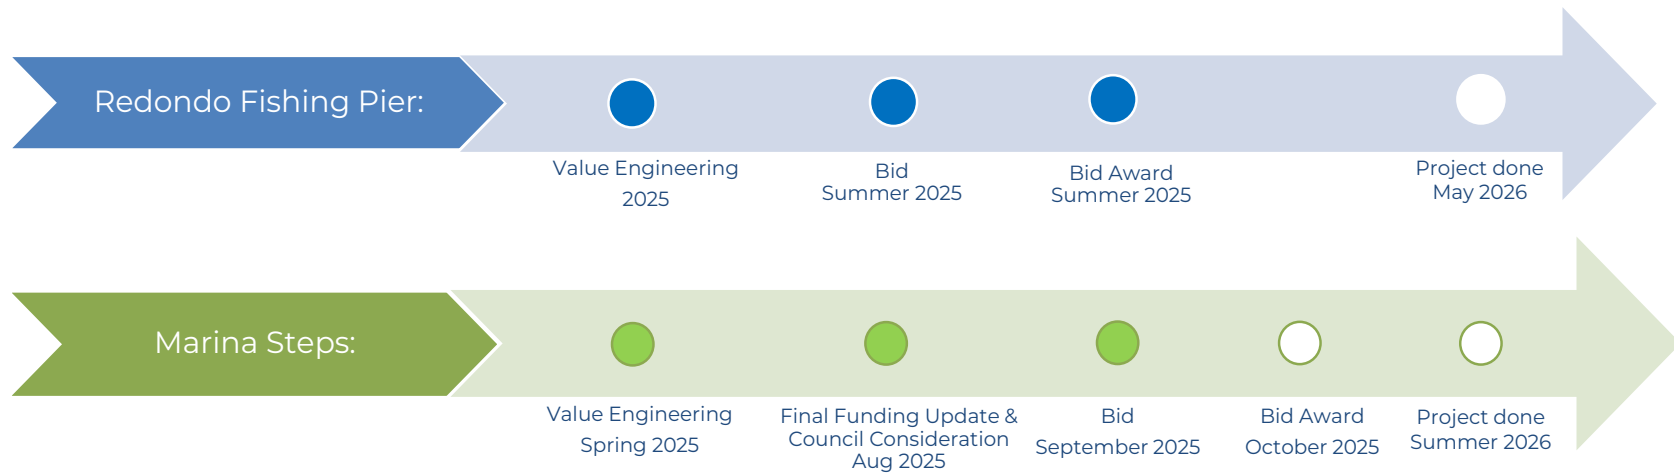 Redondo Fishing Pier:
Value Engineering
2025
Bid
Summer 2025
Bid Award
Summer 2025
Project done
May 2026
Marina Steps:
Value Engineering
Spring 2025
Final Funding Update &
Council Consideration
Aug 2025
Bid
September 2025
Bid Award
October 2025
Project done
Summer 2026